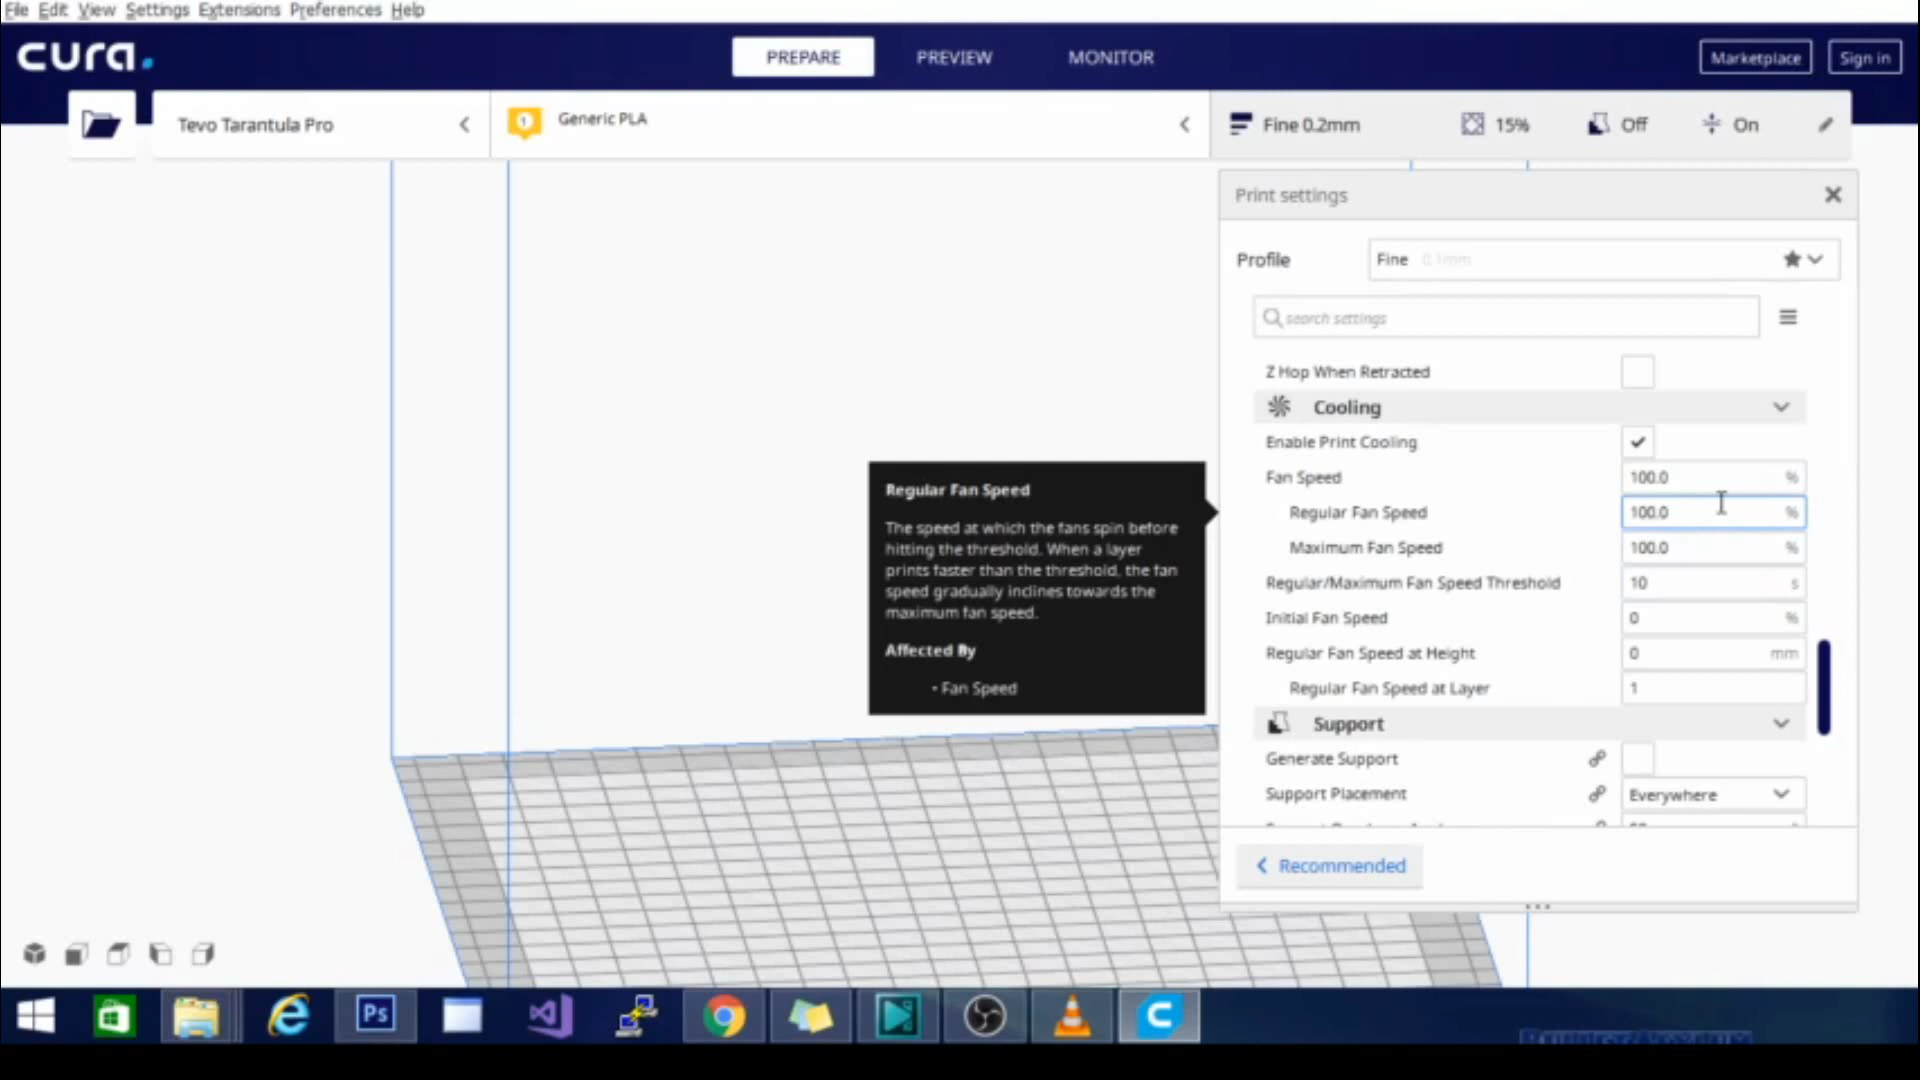 File Edit View Settings Extensions Preferences Help
cura.
PREPARE PREVIEW MONITOR
Marketplace Sign in
Tevo Tarantula Pro
1 Generic PLA
Fine 0.2mm 15% Off On
Print settings
Profile Fine 0.1mm
search settings
Z Hop When Retracted
Cooling
Enable Print Cooling
Fan Speed 100.0 %
Regular Fan Speed 100.0 %
Maximum Fan Speed 100.0 %
Regular/Maximum Fan Speed Threshold 10 s
Initial Fan Speed 0 %
Regular Fan Speed at Height 0 mm
Regular Fan Speed at Layer 1
Support
Generate Support
Support Placement Everywhere
Recommended
Regular Fan Speed
The speed at which the fans spin before
hitting the threshold. When a layer
prints faster than the threshold, the fan
speed gradually inclines towards the
maximum fan speed.
Affected By
• Fan Speed
Ps